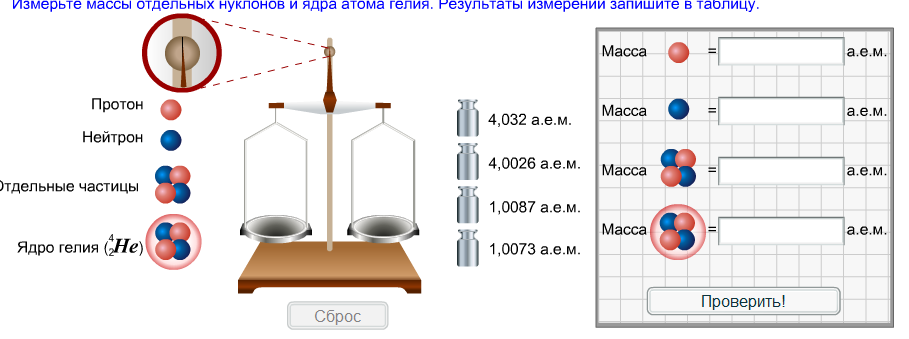 Измерьте массы отдельных нуклонов и ядра атома гелия. Результаты измерений запишите в таблицу.
Протон
Нейтрон
Отдельные частицы
Ядро гелия (⁴₂He)
4,032 а.е.м.
4,0026 а.е.м.
1,0087 а.е.м.
1,0073 а.е.м.
Сброс
Масса = а.е.м.
Масса = а.е.м.
Масса = а.е.м.
Масса = а.е.м.
Проверить!